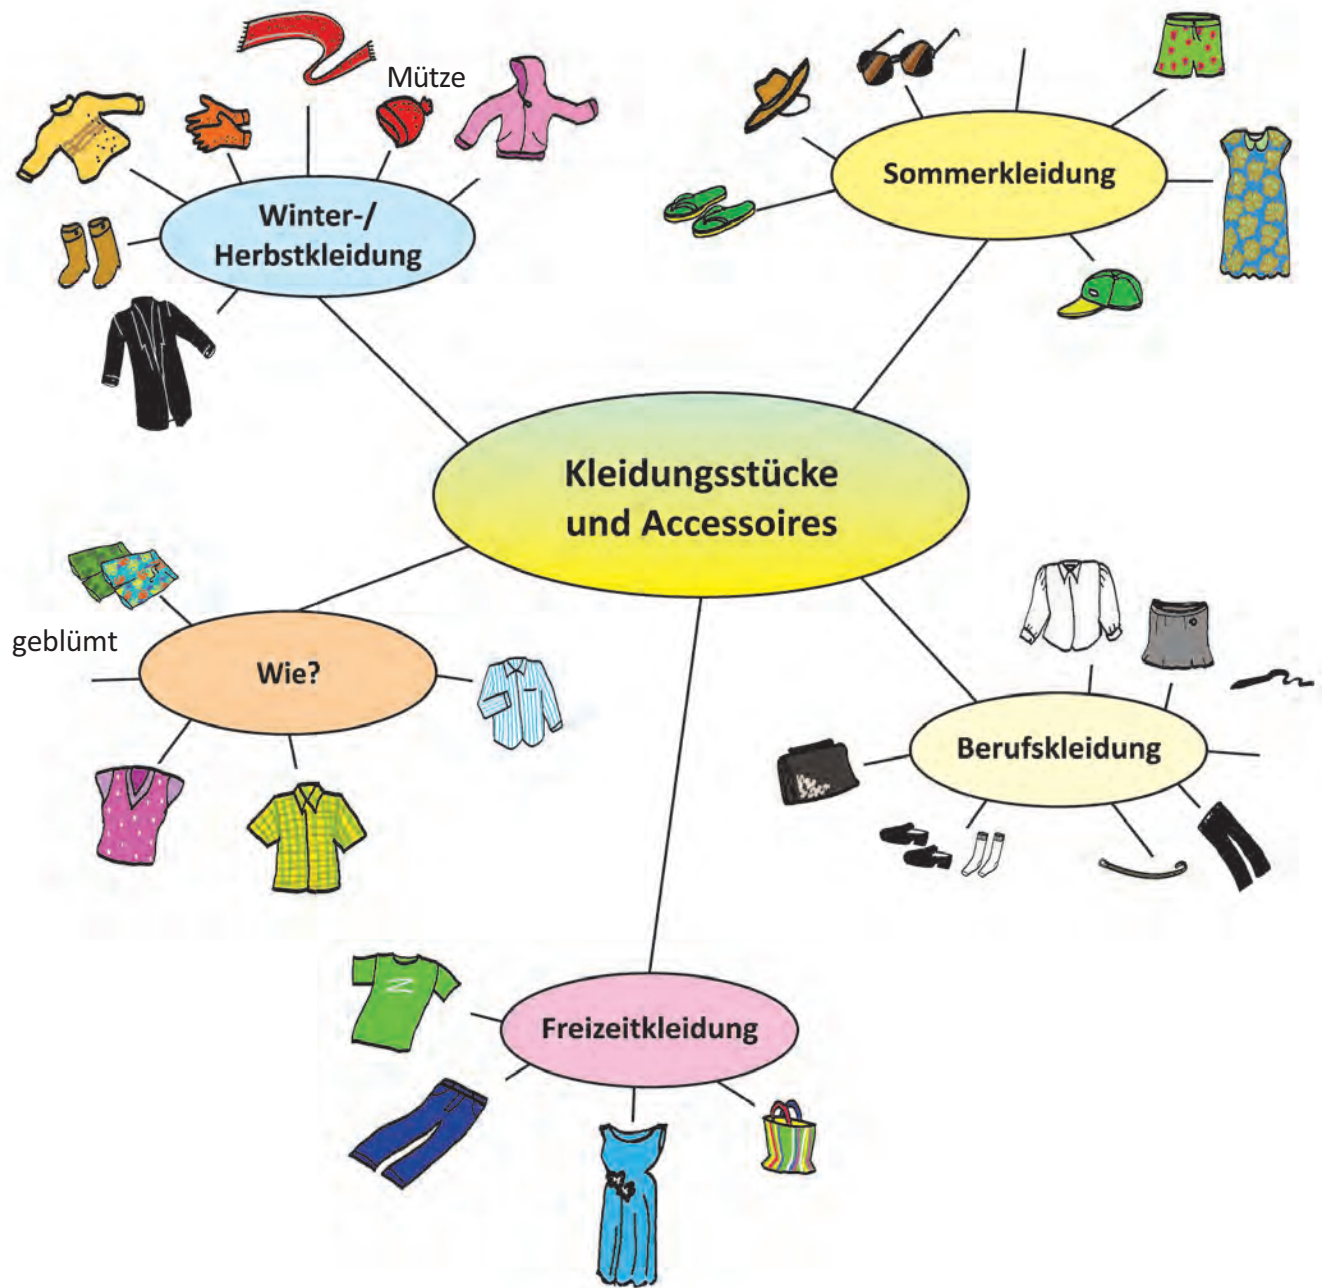 Mütze
Winter-/
Herbstkleidung
Sommerkleidung
Kleidungsstücke
und Accessoires
geblümt
Wie?
Berufskleidung
Freizeitkleidung